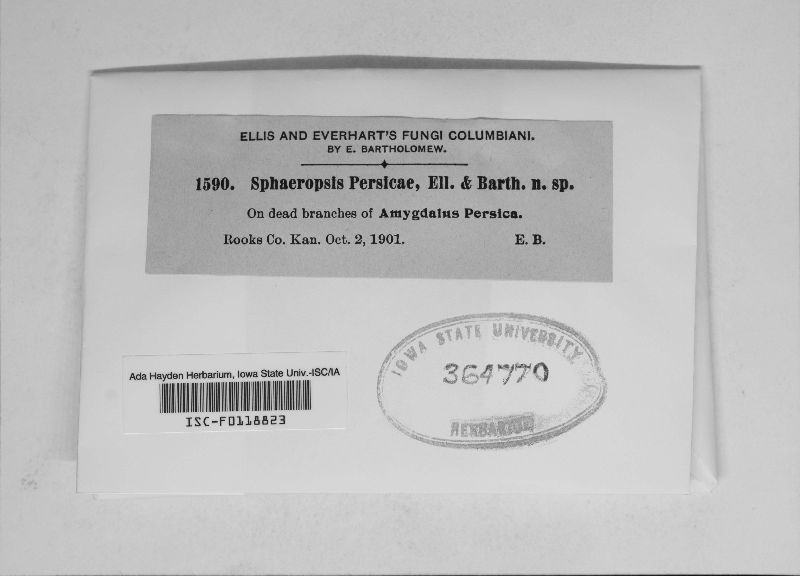 ELLIS AND EVERHART'S FUNGI COLUMBIANI.
BY E. BARTHOLOMEW.
1590. Sphaeropsis Persicae, Ell. & Barth. n. sp.
On dead branches of Amygdalus Persica.
Rooks Co. Kan. Oct. 2, 1901. E. B.
Ada Hayden Herbarium, Iowa State Univ.-ISC/IA
ISC-F0118823
IOWA STATE UNIVERSITY
364770
HERBARIUM